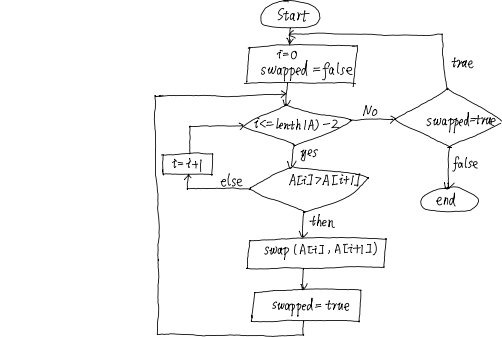 Start
i=0
swapped=false
i<=lenth(A)-2
No
swapped=true
true
false
end
yes
A[i]>A[i+1]
else
i=i+1
then
swap(A[i],A[i+1])
swapped=true